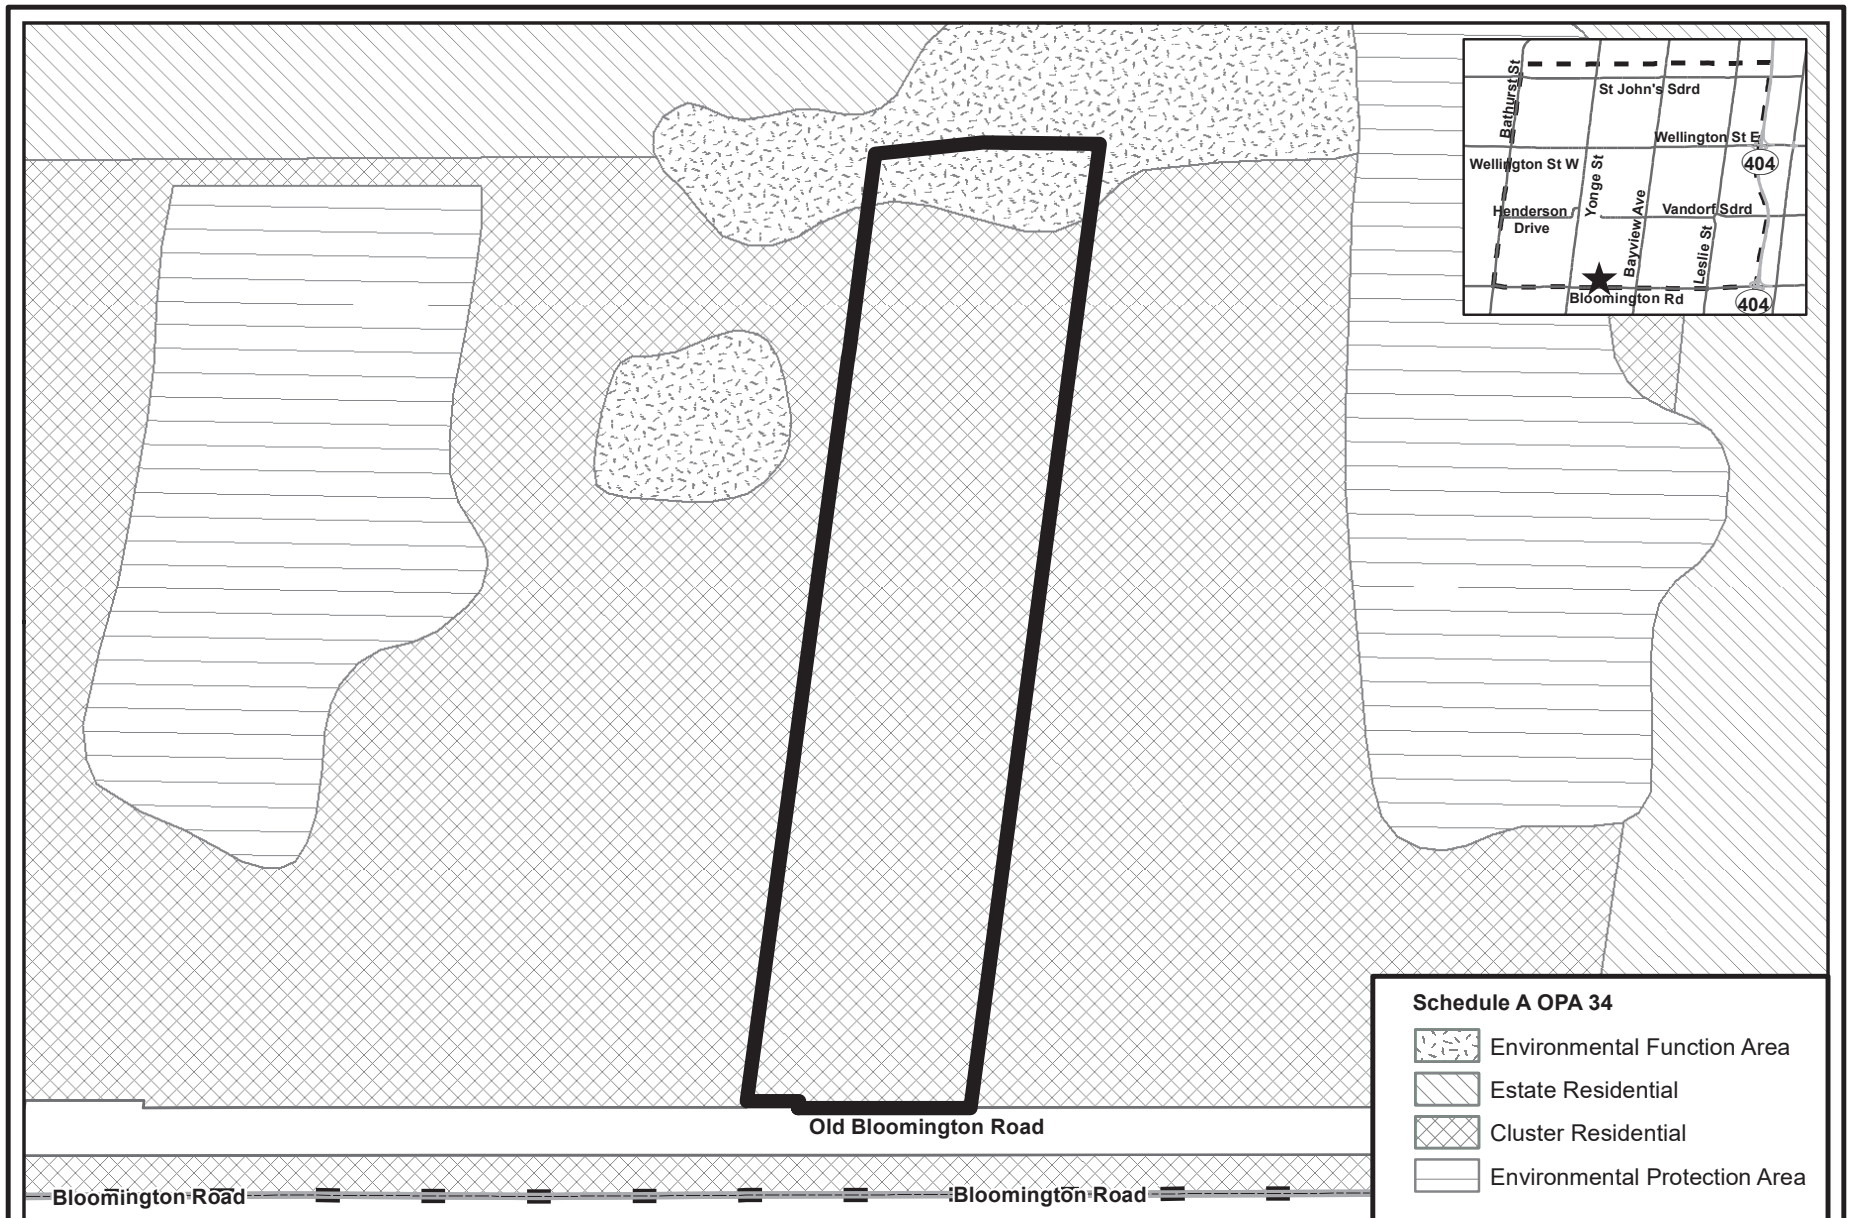 Bathurst St
St John's Sdrd
Wellington St E
404
Wellington St W
Yonge St
Bayview Ave
Henderson
Drive
Vandorf Sdrd
Leslie St
Bloomington Rd
404
Schedule A OPA 34
Environmental Function Area
Estate Residential
Cluster Residential
Environmental Protection Area
Old Bloomington Road
Bloomington Road
Bloomington Road